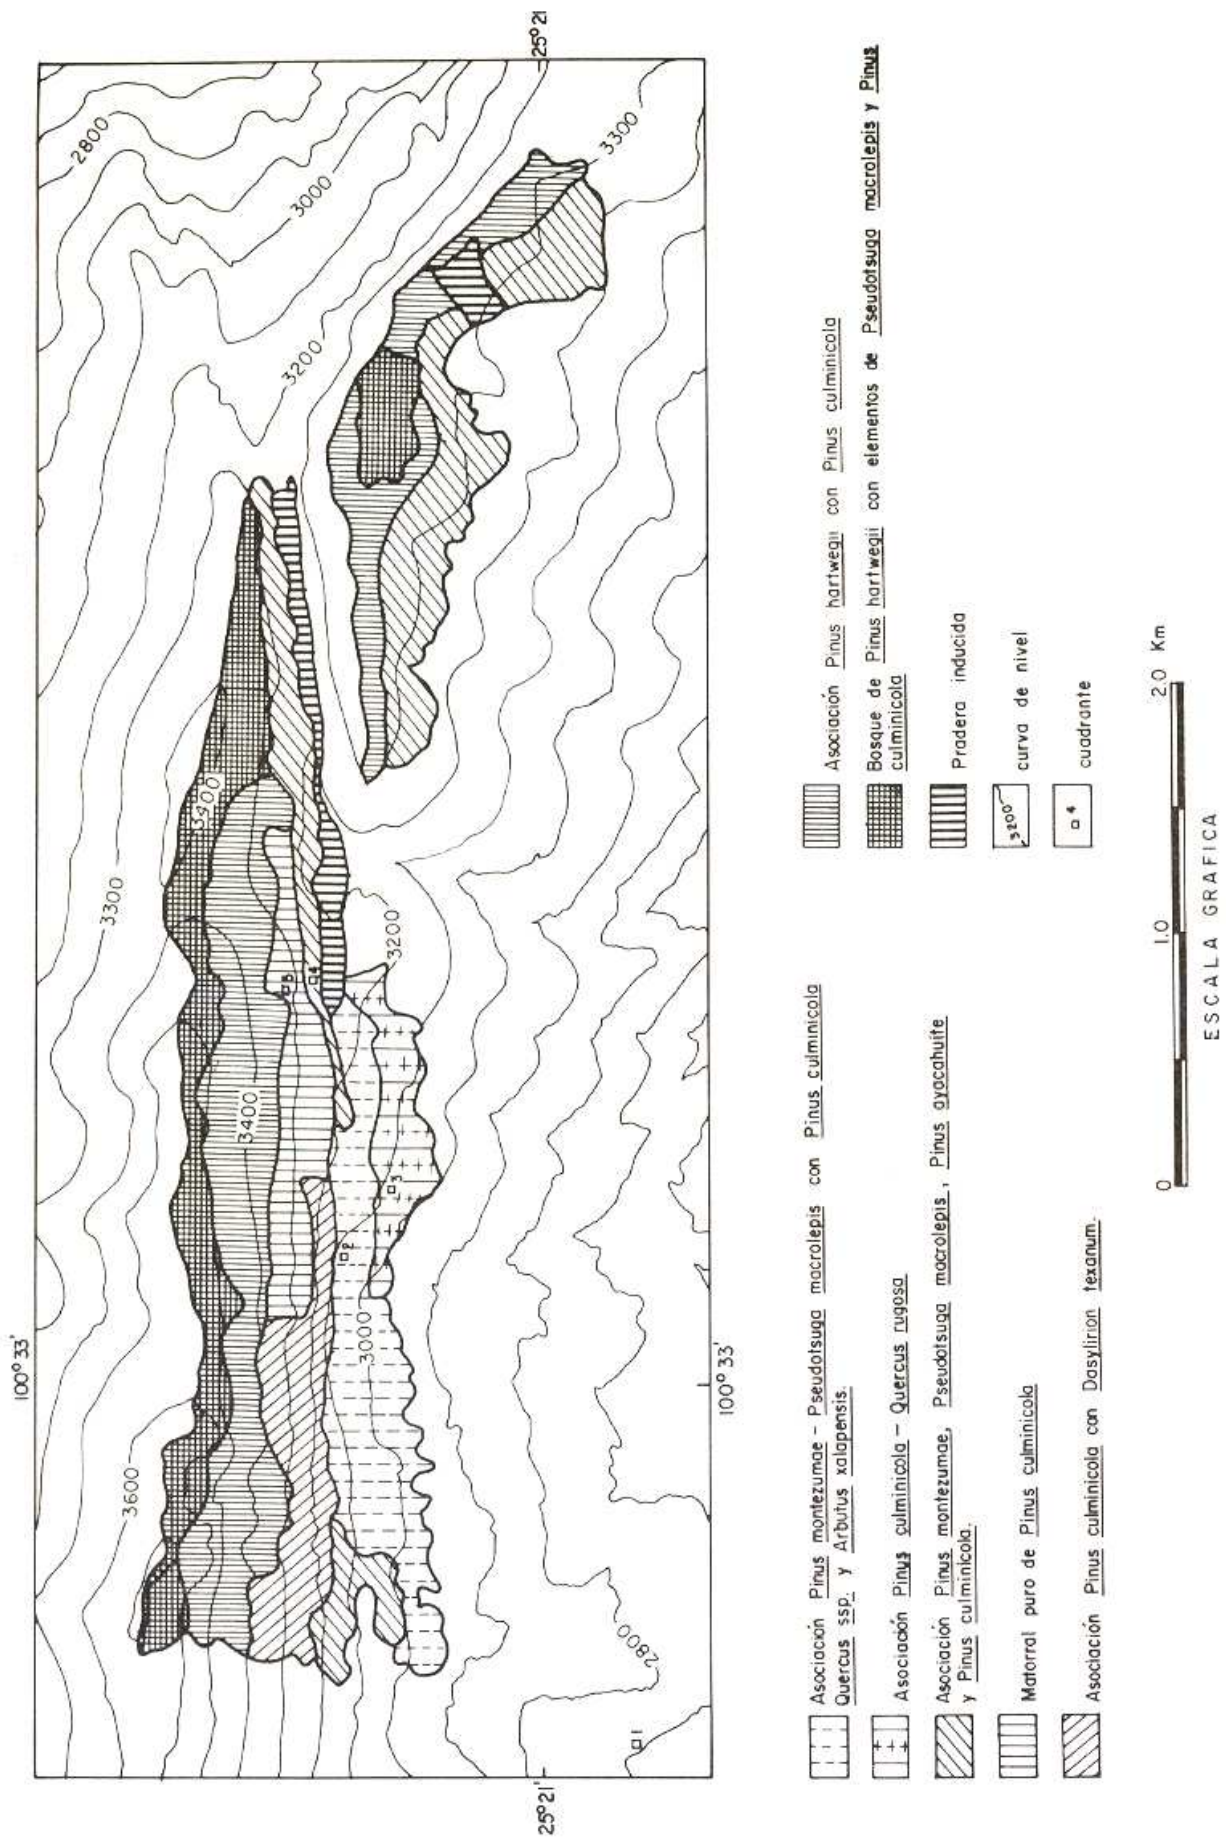 100° 33'
25°21
2800
3000
3200
3300
3300
3400
3400
3600
3200
3000
2800
5
4
3
2
1
25°21'
100° 33'
Asociación Pinus montezumae - Pseudotsuga macrolepis con Pinus culminicola
Quercus ssp. y Arbutus xalapensis.
Asociación Pinus culminicola - Quercus rugosa
Asociación Pinus montezumae, Pseudotsuga macrolepis, Pinus ayacahuite
y Pinus culminicola.
Matorral puro de Pinus culminicola
Asociación Pinus culminicola con Dasylirion texanum.
Asociación Pinus hartwegii con Pinus culminicola
Bosque de Pinus hartwegii con elementos de Pseudotsuga macrolepis y Pinus
culminicola
Pradera inducida
3200
curva de nivel
4
cuadrante
0 1.0 2.0 Km
ESCALA GRAFICA